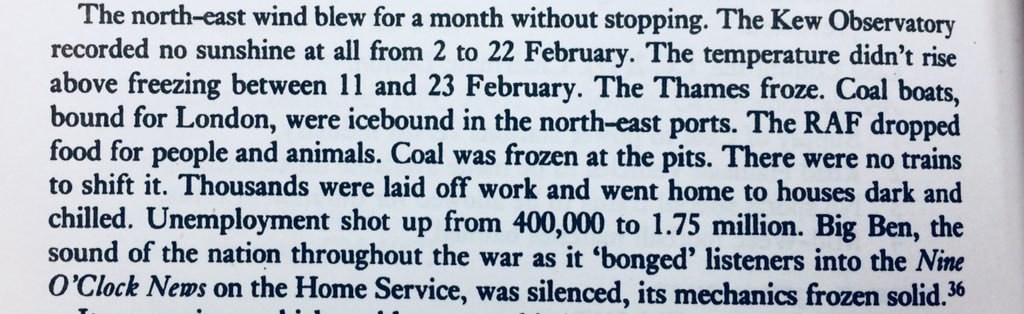 The north-east wind blew for a month without stopping. The Kew Observatory
recorded no sunshine at all from 2 to 22 February. The temperature didn't rise
above freezing between 11 and 23 February. The Thames froze. Coal boats,
bound for London, were icebound in the north-east ports. The RAF dropped
food for people and animals. Coal was frozen at the pits. There were no trains
to shift it. Thousands were laid off work and went home to houses dark and
chilled. Unemployment shot up from 400,000 to 1.75 million. Big Ben, the
sound of the nation throughout the war as it 'bonged' listeners into the Nine
O'Clock News on the Home Service, was silenced, its mechanics frozen solid.36